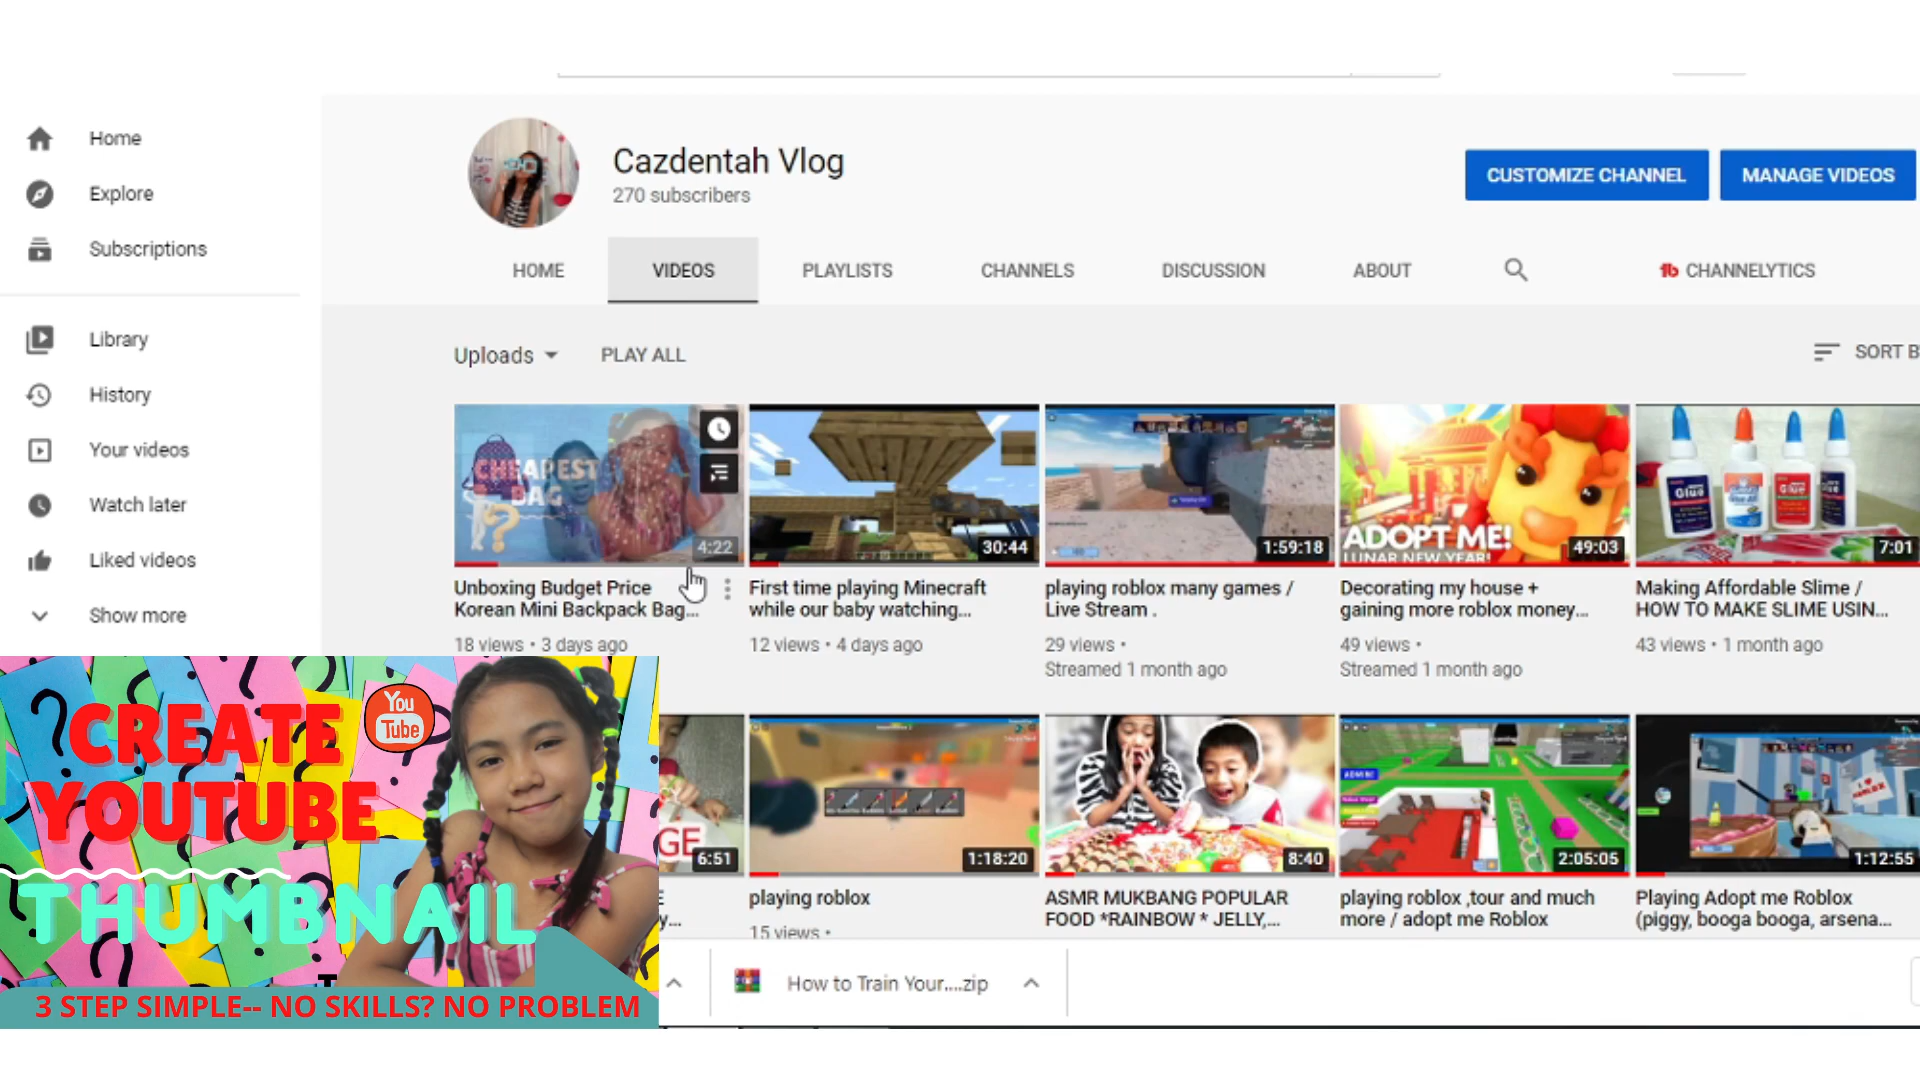 Home
Explore
Subscriptions
Library
History
Your videos
Watch later
Liked videos
Show more
Cazdentah Vlog
270 subscribers
CUSTOMIZE CHANNEL
MANAGE VIDEOS
HOME
VIDEOS
PLAYLISTS
CHANNELS
DISCUSSION
ABOUT
CHANNELYTICS
Uploads
PLAY ALL
SORT B
CHEAPEST
BAG
?
4:22
Unboxing Budget Price
Korean Mini Backpack Bag...
18 views • 3 days ago
30:44
First time playing Minecraft
while our baby watching...
12 views • 4 days ago
1:59:18
playing roblox many games /
Live Stream .
29 views •
Streamed 1 month ago
ADOPT ME!
LUNAR NEW YEAR!
49:03
Decorating my house +
gaining more roblox money...
49 views •
Streamed 1 month ago
Glue
Glue
7:01
Making Affordable Slime /
HOW TO MAKE SLIME USIN...
43 views • 1 month ago
GE
6:51
1:18:20
playing roblox
15 views •
8:40
ASMR MUKBANG POPULAR
FOOD *RAINBOW * JELLY,...
2:05:05
playing roblox ,tour and much
more / adopt me Roblox
1:12:55
Playing Adopt me Roblox
(piggy, booga booga, arsena...
CREATE
YOUTUBE
THUMBNAIL
You
Tube
3 STEP SIMPLE-- NO SKILLS? NO PROBLEM
How to Train Your....zip